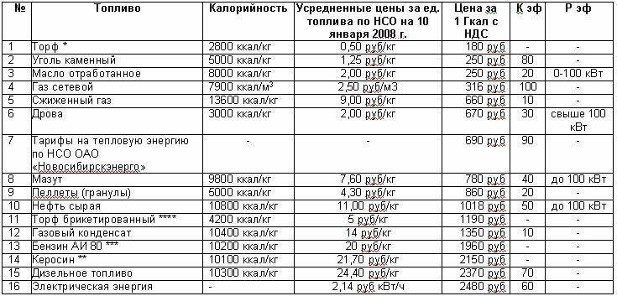 № Топливо Калорийность Усредненные цены за ед. топлива по НСО на 10 января 2008 г. Цена за 1 Гкал с НДС К эф Р эф
1 Торф * 2800 ккал/кг 0,50 руб/кг 180 руб - -
2 Уголь каменный 5000 ккал/кг 1,25 руб/кг 250 руб 80 -
3 Масло отработанное 8000 ккал/кг 2,00 руб/кг 250 руб 20 0-100 кВт
4 Газ сетевой 7900 ккал/м³ 2,50 руб/м3 316 руб 100 -
5 Сжиженный газ 13600 ккал/кг 9,00 руб/кг 660 руб 10 -
6 Дрова 3000 ккал/кг 2,00 руб/кг 670 руб 30 свыше 100 кВт
7 Тарифы на тепловую энергию по НСО ОАО «Новосибирскэнерго» - - 690 руб 90 -
8 Мазут 9800 ккал/кг 7,60 руб/кг 780 руб 40 до 100 кВт
9 Пеллеты (гранулы) 5000 ккал/кг 4,30 руб/кг 860 руб 20 -
10 Нефть сырая 10800 ккал/кг 11,00 руб/кг 1018 руб 50 до 100 кВт
11 Торф брикетированный **** 4200 ккал/кг 5 руб/кг 1190 руб - -
12 Газовый конденсат 10400 ккал/кг 14 руб/кг 1350 руб 10 -
13 Бензин АИ 80 *** 10200 ккал/кг 20 руб/кг 1960 руб - -
14 Керосин ** 10100 ккал/кг 21,70 руб/кг 2150 руб - -
15 Дизельное топливо 10300 ккал/кг 24,40 руб/кг 2370 руб 70 -
16 Электрическая энергия - 2,14 руб кВт/ч 2480 руб 60 -